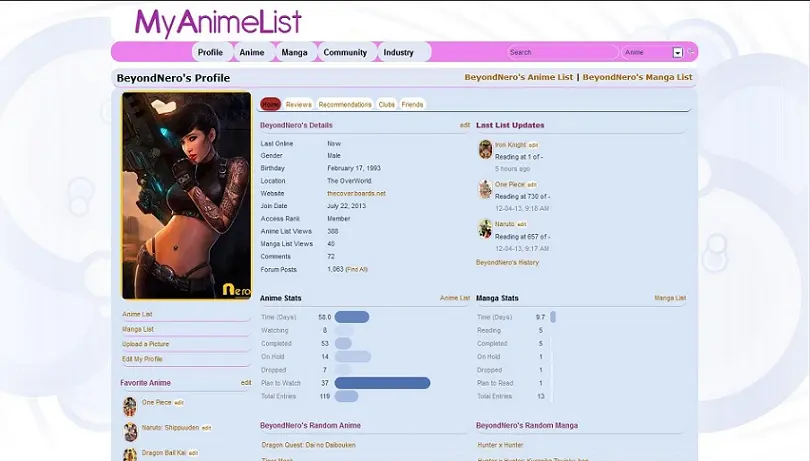 MyAnimeList
Profile Anime Manga Community Industry Search Anime
BeyondNero's Profile
BeyondNero's Anime List | BeyondNero's Manga List
Home Reviews Recommendations Clubs Friends
BeyondNero's Details edit
Last Online Now
Gender Male
Birthday February 17, 1993
Location The OverWorld
Website thecoverboards.net
Join Date July 22, 2013
Access Rank Member
Anime List Views 388
Manga List Views 40
Comments 72
Forum Posts 1,063 (Find All)
Last List Updates
Iron Knight edit
Reading at 1 of -
5 hours ago
One Piece edit
Reading at 730 of -
12-04-13, 9:18 AM
Naruto edit
Reading at 657 of -
12-04-13, 9:17 AM
BeyondNero's History
Nero
Anime List
Manga List
Upload a Picture
Edit My Profile
Favorite Anime edit
One Piece edit
Naruto: Shippuuden edit
Dragon Ball Kai edit
Anime Stats Anime List
Time (Days) 58.0
Watching 8
Completed 53
On Hold 14
Dropped 7
Plan to Watch 37
Total Entries 119
Manga Stats Manga List
Time (Days) 9.7
Reading 5
Completed 5
On Hold 1
Dropped 1
Plan to Read 1
Total Entries 13
BeyondNero's Random Anime
Dragon Quest: Dai no Daibouken
BeyondNero's Random Manga
Hunter x Hunter